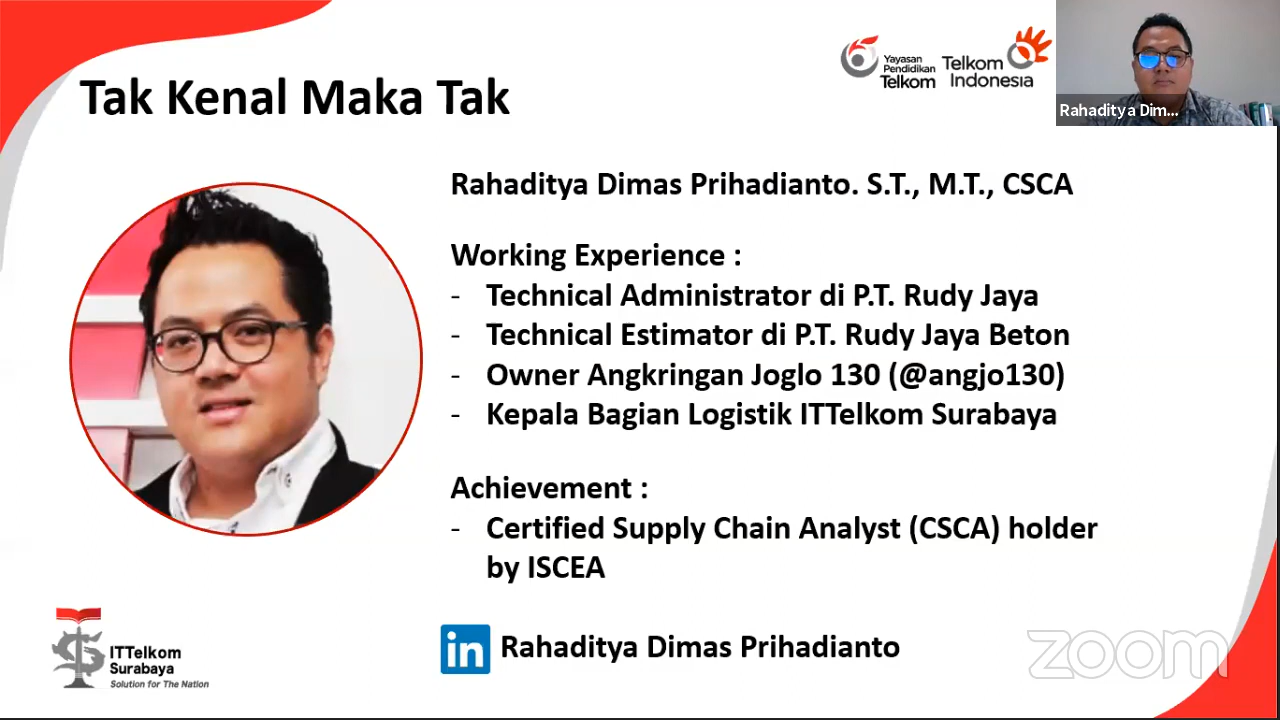 Tak Kenal Maka Tak
Yayasan
Pendidikan
Telkom
Telkom
Indonesia
Rahaditya Dim...
Rahaditya Dimas Prihadianto. S.T., M.T., CSCA
Working Experience :
- Technical Administrator di P.T. Rudy Jaya
- Technical Estimator di P.T. Rudy Jaya Beton
- Owner Angkringan Joglo 130 (@angjo130)
- Kepala Bagian Logistik ITTelkom Surabaya
Achievement :
- Certified Supply Chain Analyst (CSCA) holder
by ISCEA
in Rahaditya Dimas Prihadianto
ITTelkom
Surabaya
Solution for The Nation
zoom